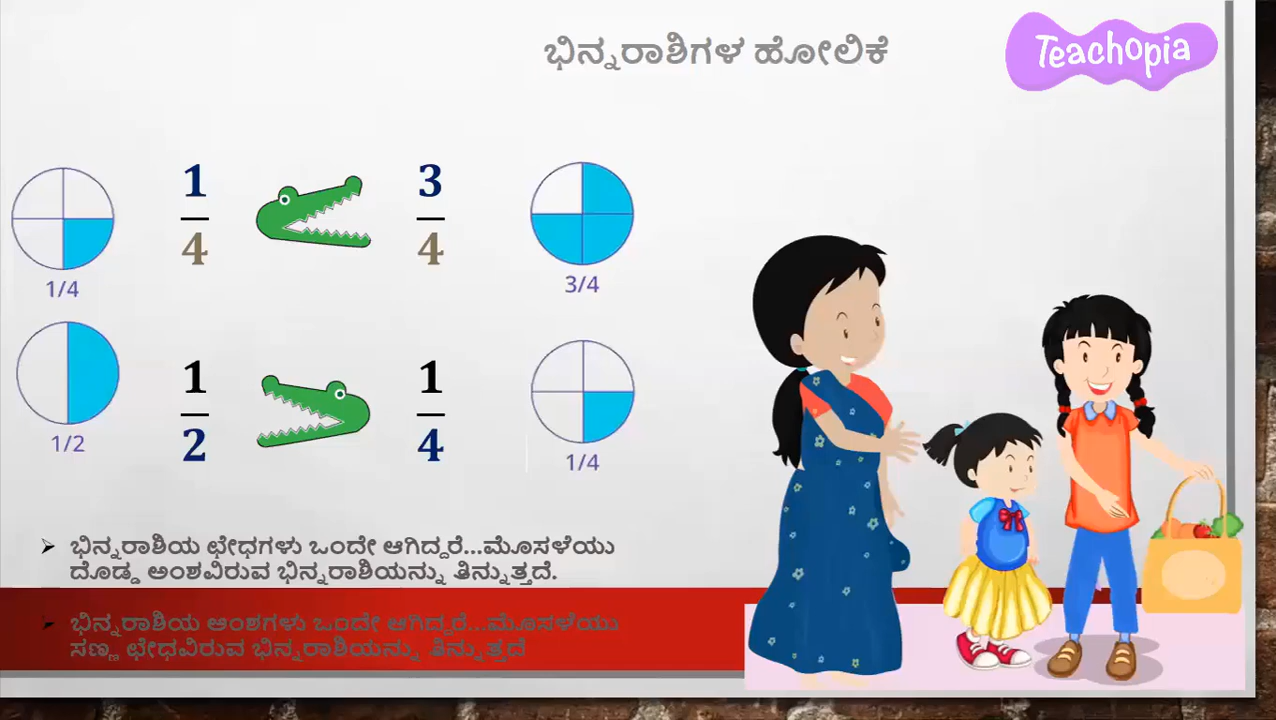 ಭಿನ್ನರಾಶಿಗಳ ಹೋಲಿಕೆ
Teachopia
1/4 3/4
1/4 3/4
1/2 1/4
1/2 1/4
ಭಿನ್ನರಾಶಿಯ ಛೇಧಗಳು ಒಂದೇ ಆಗಿದ್ದರೆ...ಮೊಸಳೆಯು
ದೊಡ್ಡ ಅಂಶವಿರುವ ಭಿನ್ನರಾಶಿಯನ್ನು ತಿನ್ನುತ್ತದೆ.
ಭಿನ್ನರಾಶಿಯ ಅಂಶಗಳು ಒಂದೇ ಆಗಿದ್ದರೆ...ಮೊಸಳೆಯು
ಸಣ್ಣ ಛೇಧವಿರುವ ಭಿನ್ನರಾಶಿಯನ್ನು ತಿನ್ನುತ್ತದೆ